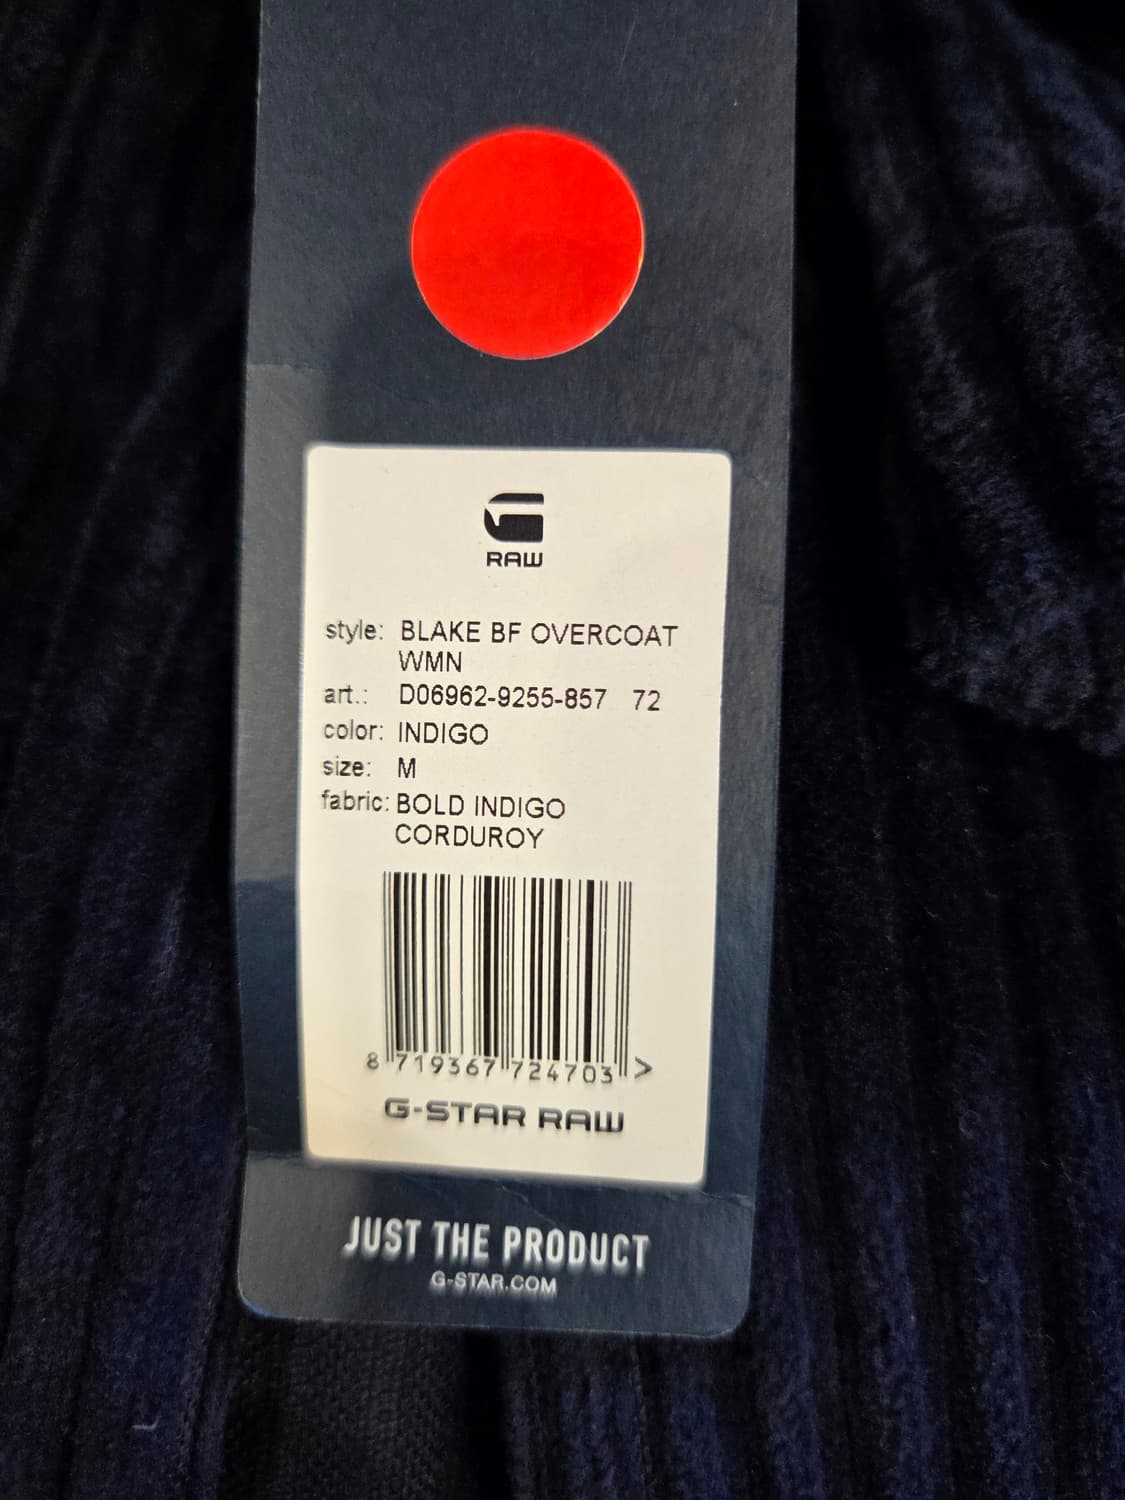 RAW
style: BLAKE BF OVERCOAT
WMN
art.: D06962-9255-857 72
color: INDIGO
size: M
fabric: BOLD INDIGO
CORDUROY
8 719367 724703 >
G-STAR RAW
JUST THE PRODUCT
G-STAR.COM